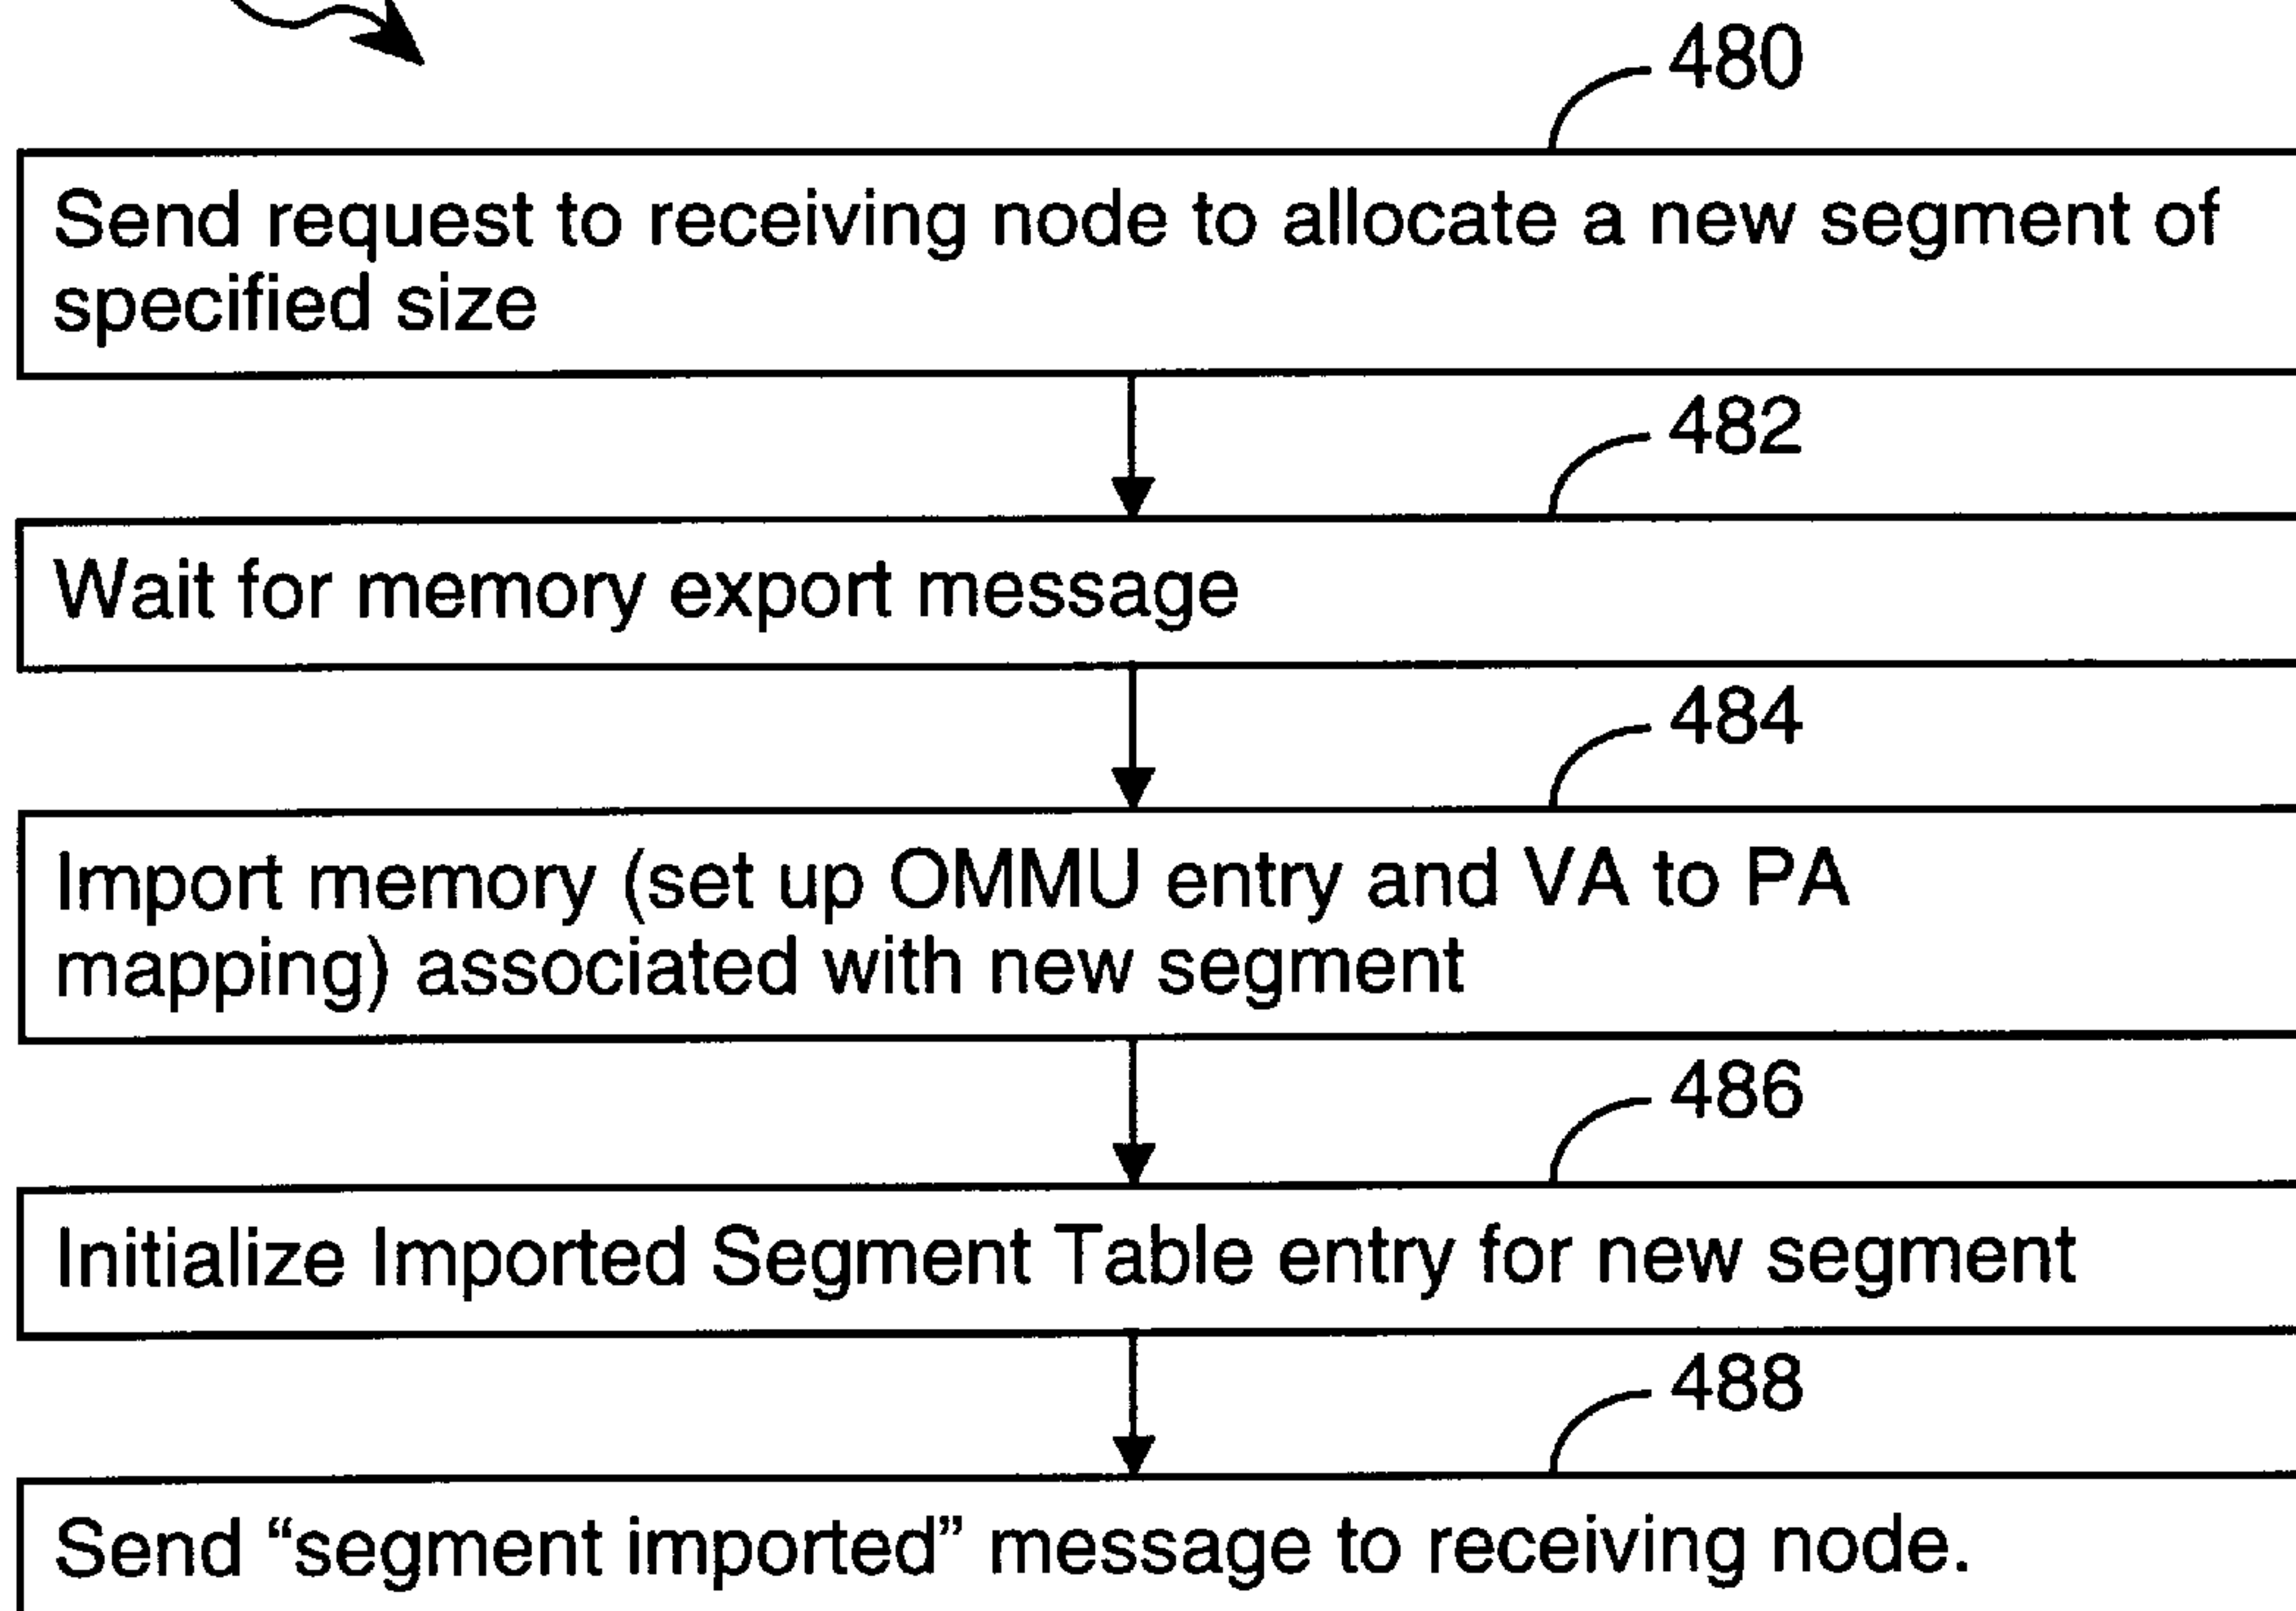 480
Send request to receiving node to allocate a new segment of
specified size
482
Wait for memory export message
484
Import memory (set up OMMU entry and VA to PA
mapping) associated with new segment
486
Initialize Imported Segment Table entry for new segment
488
Send “segment imported” message to receiving node.